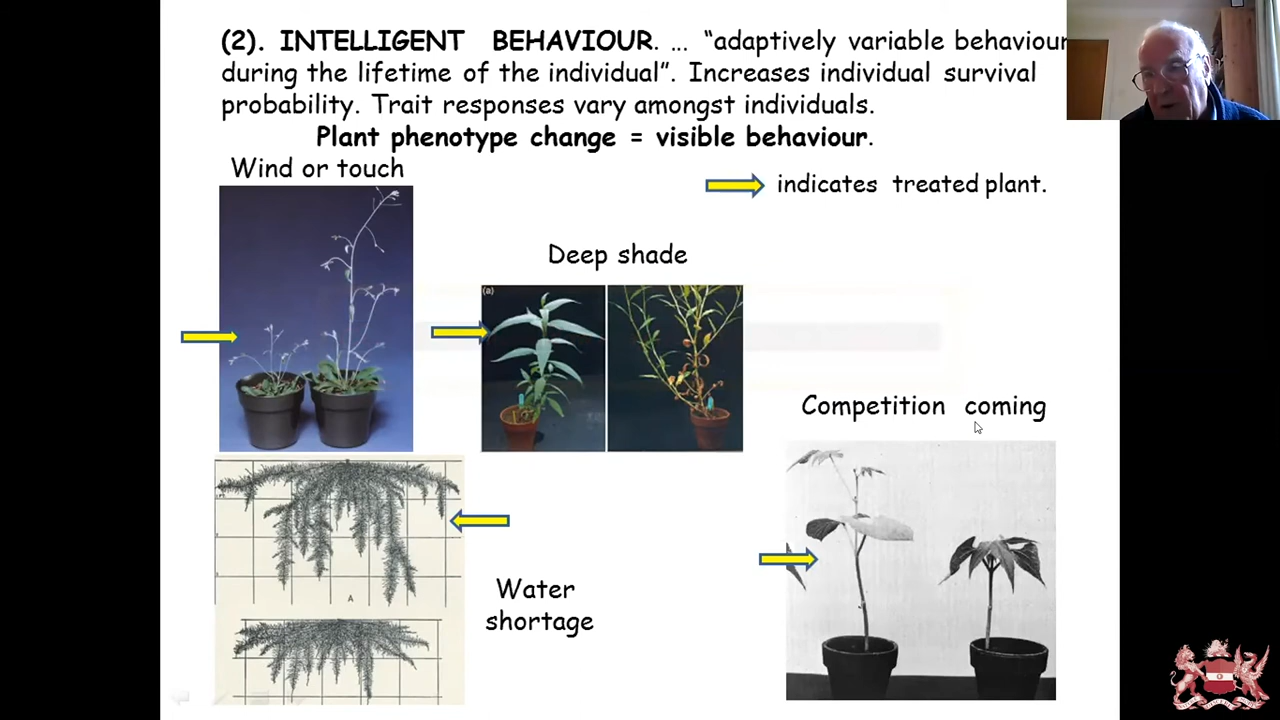 (2). INTELLIGENT BEHAVIOUR. ... “adaptively variable behaviour
during the lifetime of the individual”. Increases individual survival
probability. Trait responses vary amongst individuals.
Plant phenotype change = visible behaviour.
Wind or touch
indicates treated plant.
Deep shade
(a)
Competition coming
A
Water
shortage